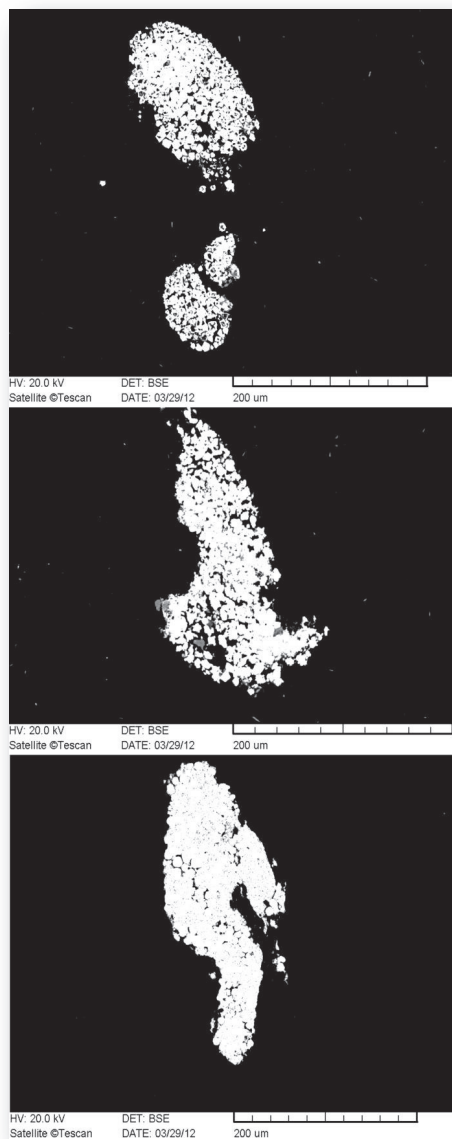 HV: 20.0 kV DET: BSE
Satellite ©Tescan DATE: 03/29/12 200 um
HV: 20.0 kV DET: BSE
Satellite ©Tescan DATE: 03/29/12 200 um
HV: 20.0 kV DET: BSE
Satellite ©Tescan DATE: 03/29/12 200 um